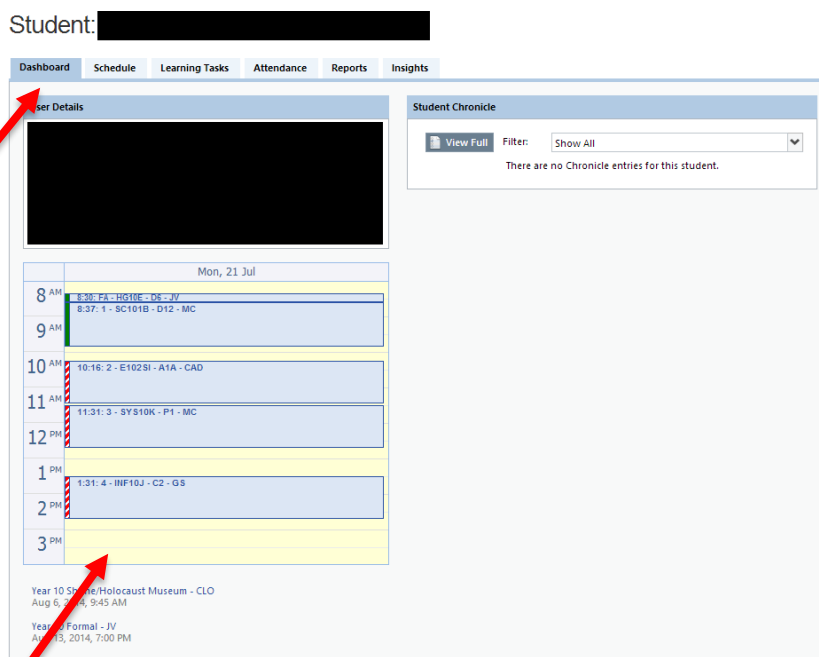 Student:
Dashboard Schedule Learning Tasks Attendance Reports Insights
User Details
Student Chronicle
View Full Filter: Show All
There are no Chronicle entries for this student.
Mon, 21 Jul
8 AM
8:30: FA - HG10E - D6 - JV
8:37: 1 - SC101B - D12 - MC
9 AM
10 AM
10:16: 2 - E102SI - A1A - CAD
11 AM
11:31: 3 - SYS10K - P1 - MC
12 PM
1 PM
1:31: 4 - INF10J - C2 - GS
2 PM
3 PM
Year 10 Shrine/Holocaust Museum - CLO
Aug 6, 2014, 9:45 AM
Year 10 Formal - JV
Aug 13, 2014, 7:00 PM